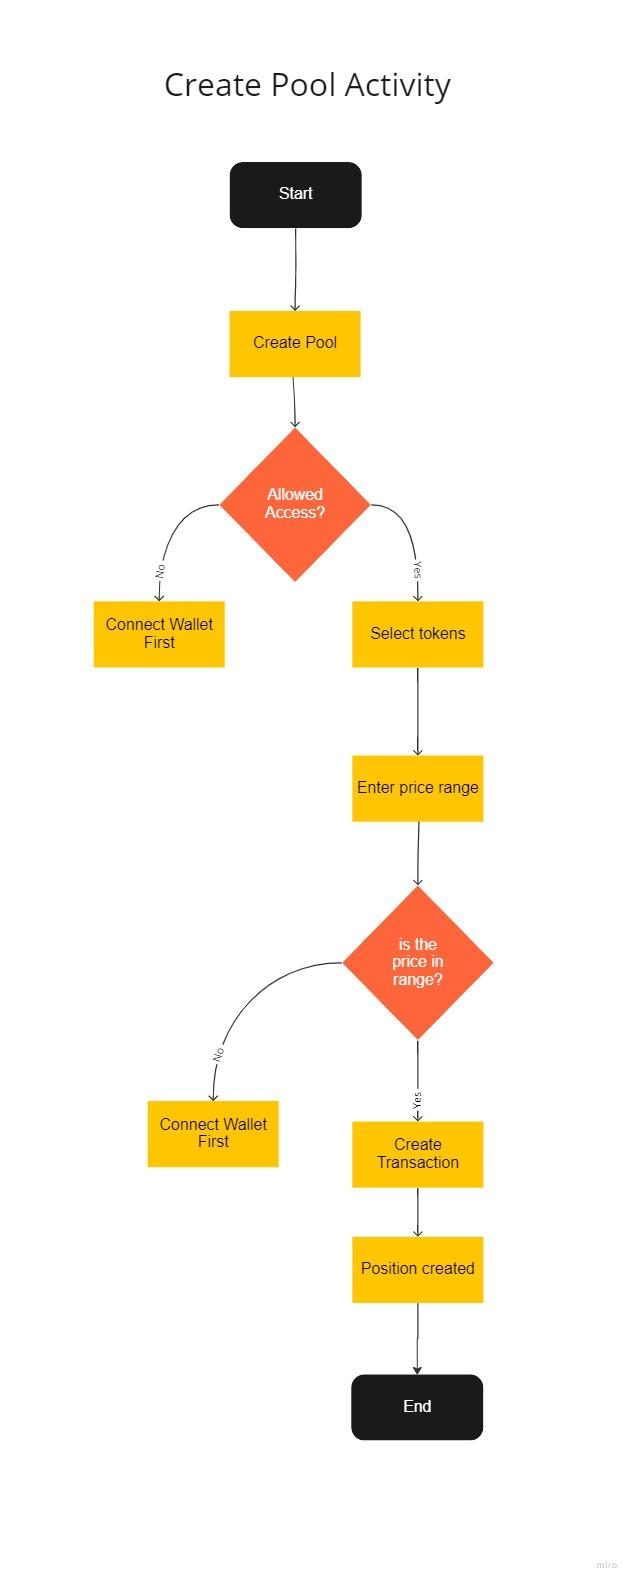 Create Pool Activity
Start
Create Pool
Allowed
Access?
No
Yes
Connect Wallet
First
Select tokens
Enter price range
is the
price in
range?
No
Yes
Connect Wallet
First
Create
Transaction
Position created
End
miro